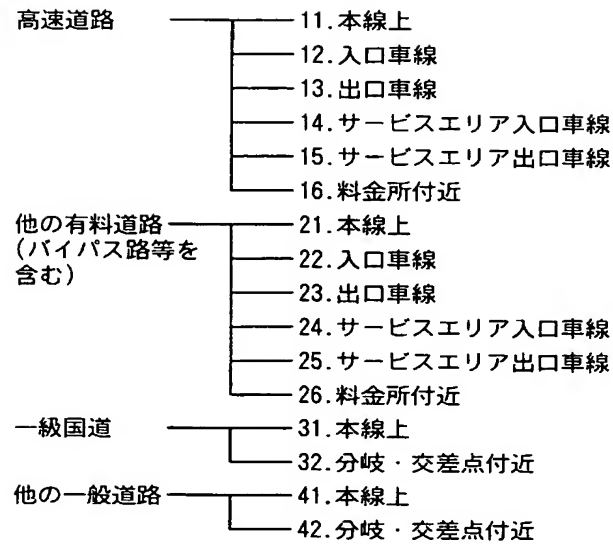 高速道路 11.本線上
12.入口車線
13.出口車線
14.サービスエリア入口車線
15.サービスエリア出口車線
16.料金所付近
他の有料道路 21.本線上
(バイパス路等を 22.入口車線
含む) 23.出口車線
24.サービスエリア入口車線
25.サービスエリア出口車線
26.料金所付近
一級国道 31.本線上
32.分岐・交差点付近
他の一般道路 41.本線上
42.分岐・交差点付近